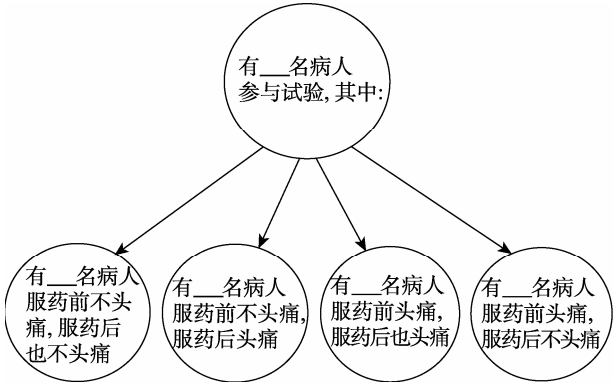 有___名病人
参与试验, 其中:
有___名病人
服药前不头
痛, 服药后
也不头痛
有___名病人
服药前不头痛,
服药后头痛
有___名病人
服药前头痛,
服药后也头痛
有___名病人
服药前头痛,
服药后不头痛